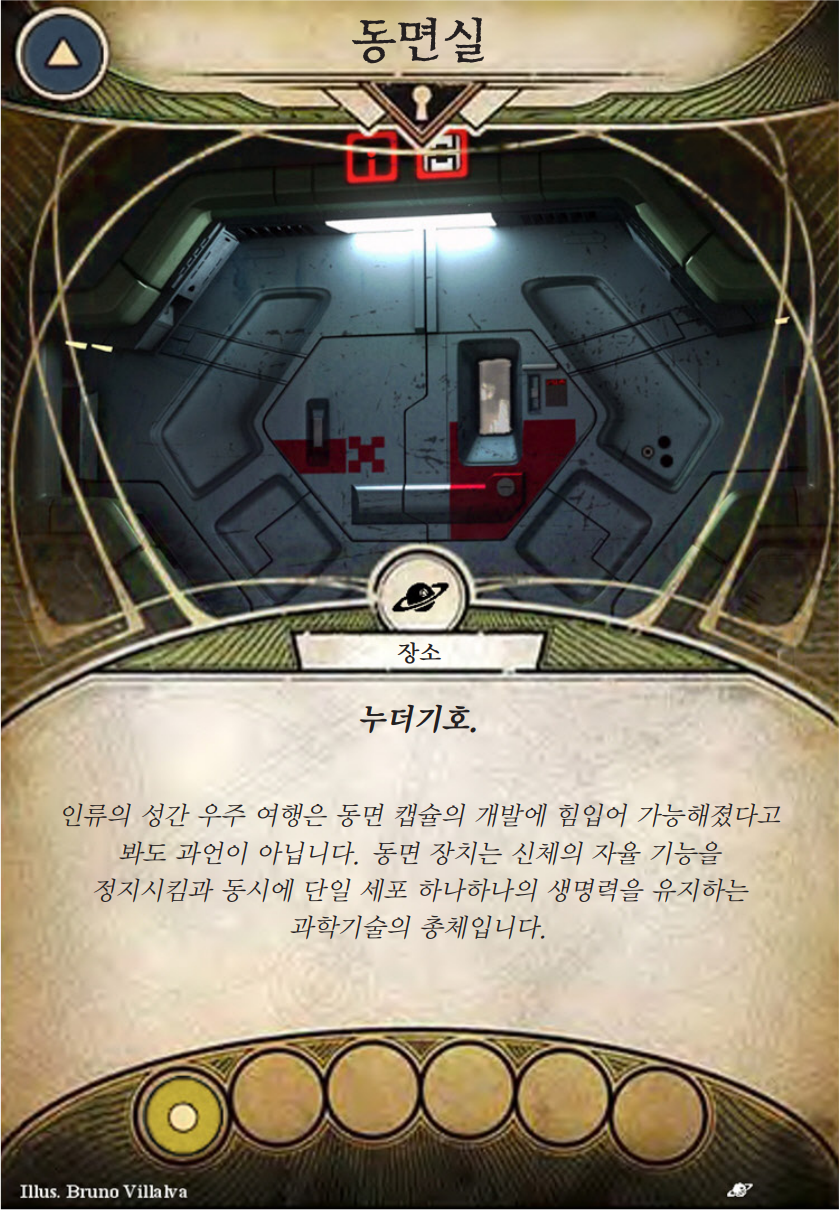 동면실
장소
누더기호.
인류의 성간 우주 여행은 동면 캡슐의 개발에 힘입어 가능해졌다고
봐도 과언이 아닙니다. 동면 장치는 신체의 자율 기능을
정지시킴과 동시에 단일 세포 하나하나의 생명력을 유지하는
과학기술의 총체입니다.
Illus. Bruno Villalva